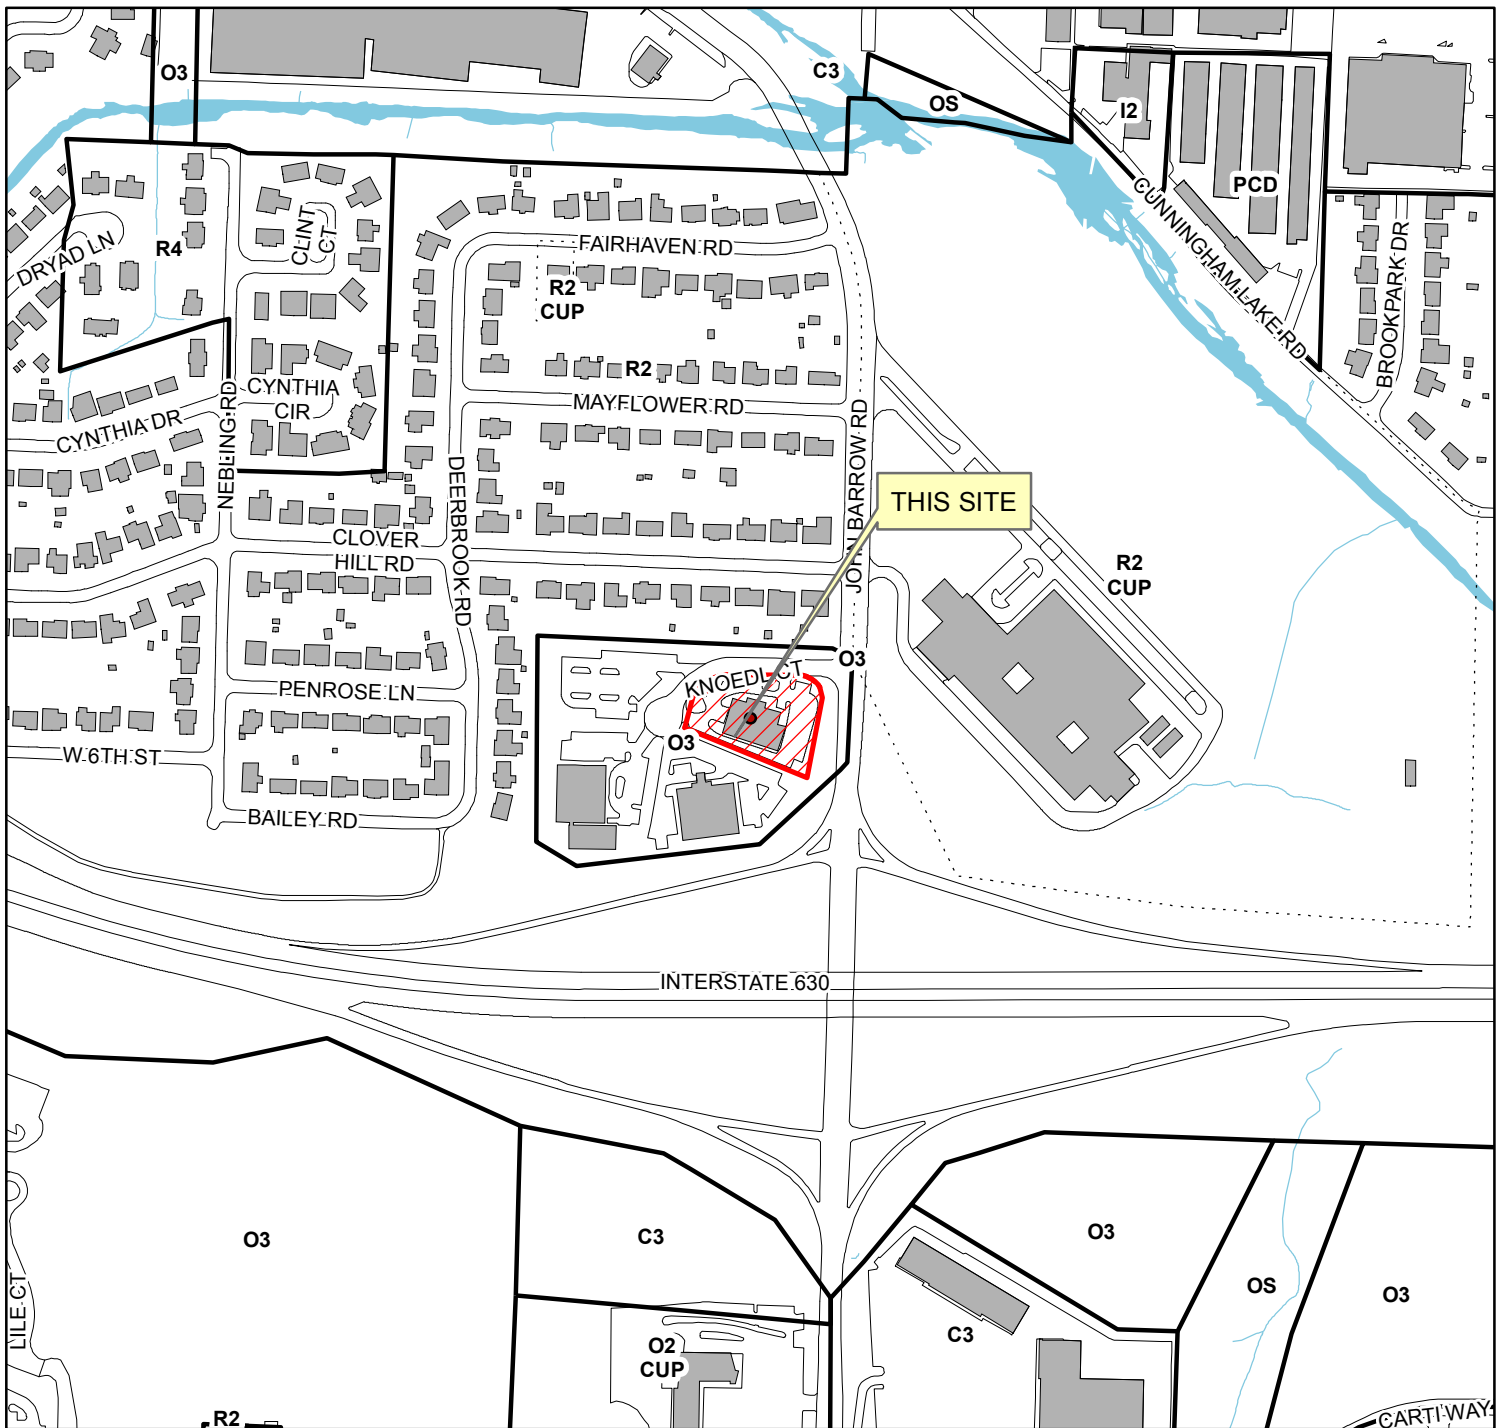 O3
C3
OS
I2
PCD
CUNNINGHAM LAKE RD
BROOKPARK DR
DRYAD LN
R4
CLINT
CT
FAIRHAVEN RD
R2
CUP
R2
CYNTHIA
CIR
MAYFLOWER RD
CYNTHIA DR
NEBLING RD
DEERBROOK RD
JOHN BARROW RD
THIS SITE
CLOVER
HILL RD
R2
CUP
KNOEDL CT
O3
PENROSE LN
O3
W 6TH ST
BAILEY RD
INTERSTATE 630
O3
C3
O3
OS
O3
LILE CT
C3
O2
CUP
R2
CARTI WAY